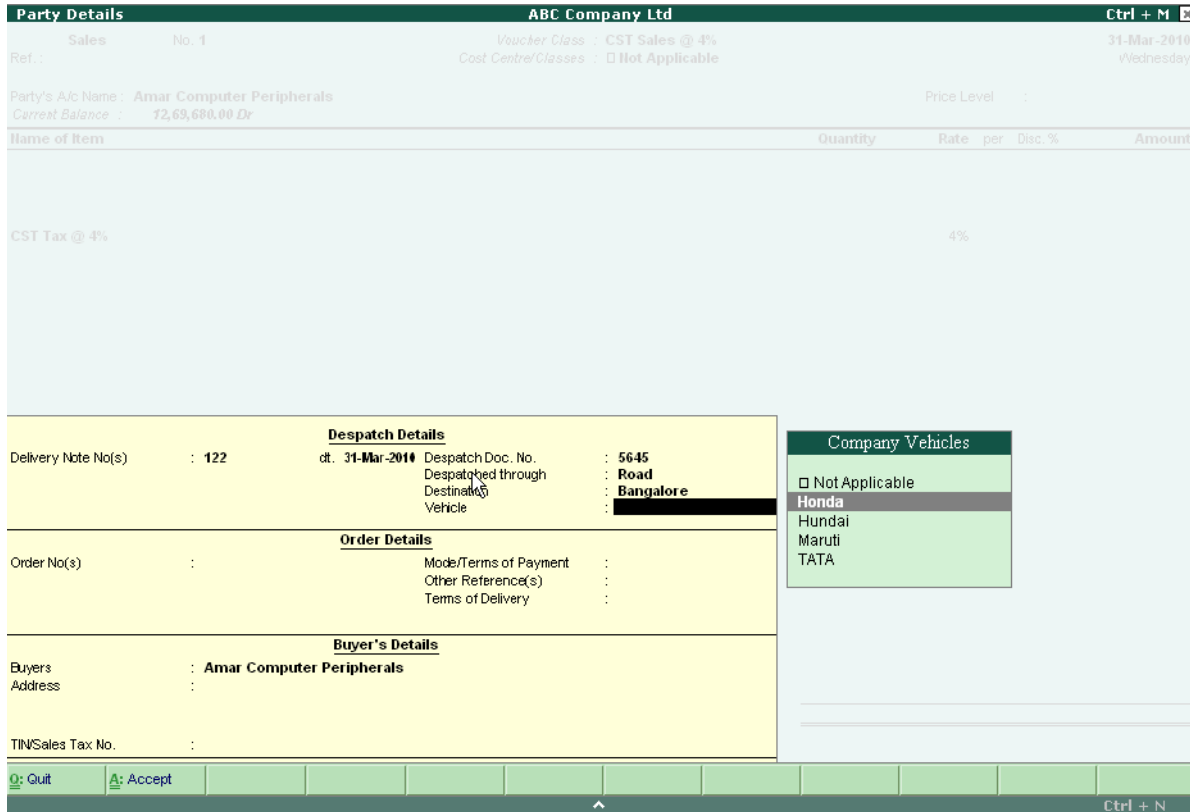 Party Details ABC Company Ltd Ctrl + M
Sales No. 1 Voucher Class : CST Sales @ 4% 31-Mar-2010
Ref. : Cost Centre/Classes : Not Applicable Wednesday
Party's A/c Name : Amar Computer Peripherals Price Level :
Current Balance : 12,69,680.00 Dr
Name of Item Quantity Rate per Disc. % Amount
CST Tax @ 4% 4%
Despatch Details
Delivery Note No(s) : 122 dt. 31-Mar-2010 Despatch Doc. No. : 5645
Despatched through : Road
Destination : Bangalore
Vehicle :
Company Vehicles
Not Applicable
Honda
Hundai
Maruti
TATA
Order Details
Order No(s) : Mode/Terms of Payment :
Other Reference(s) :
Terms of Delivery :
Buyer's Details
Buyers : Amar Computer Peripherals
Address :
TIN/Sales Tax No. :
Q: Quit A: Accept
Ctrl + N